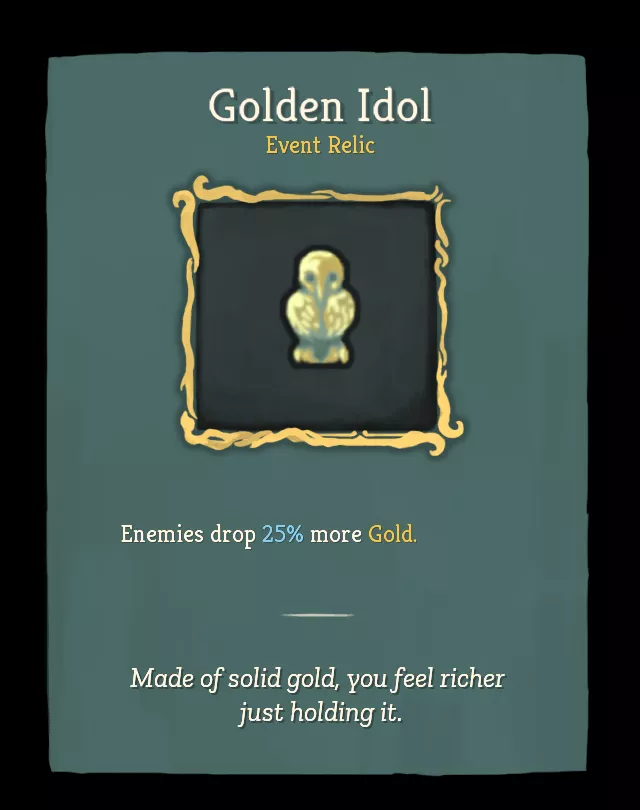 Golden Idol
Event Relic
Enemies drop 25% more Gold.
Made of solid gold, you feel richer
just holding it.